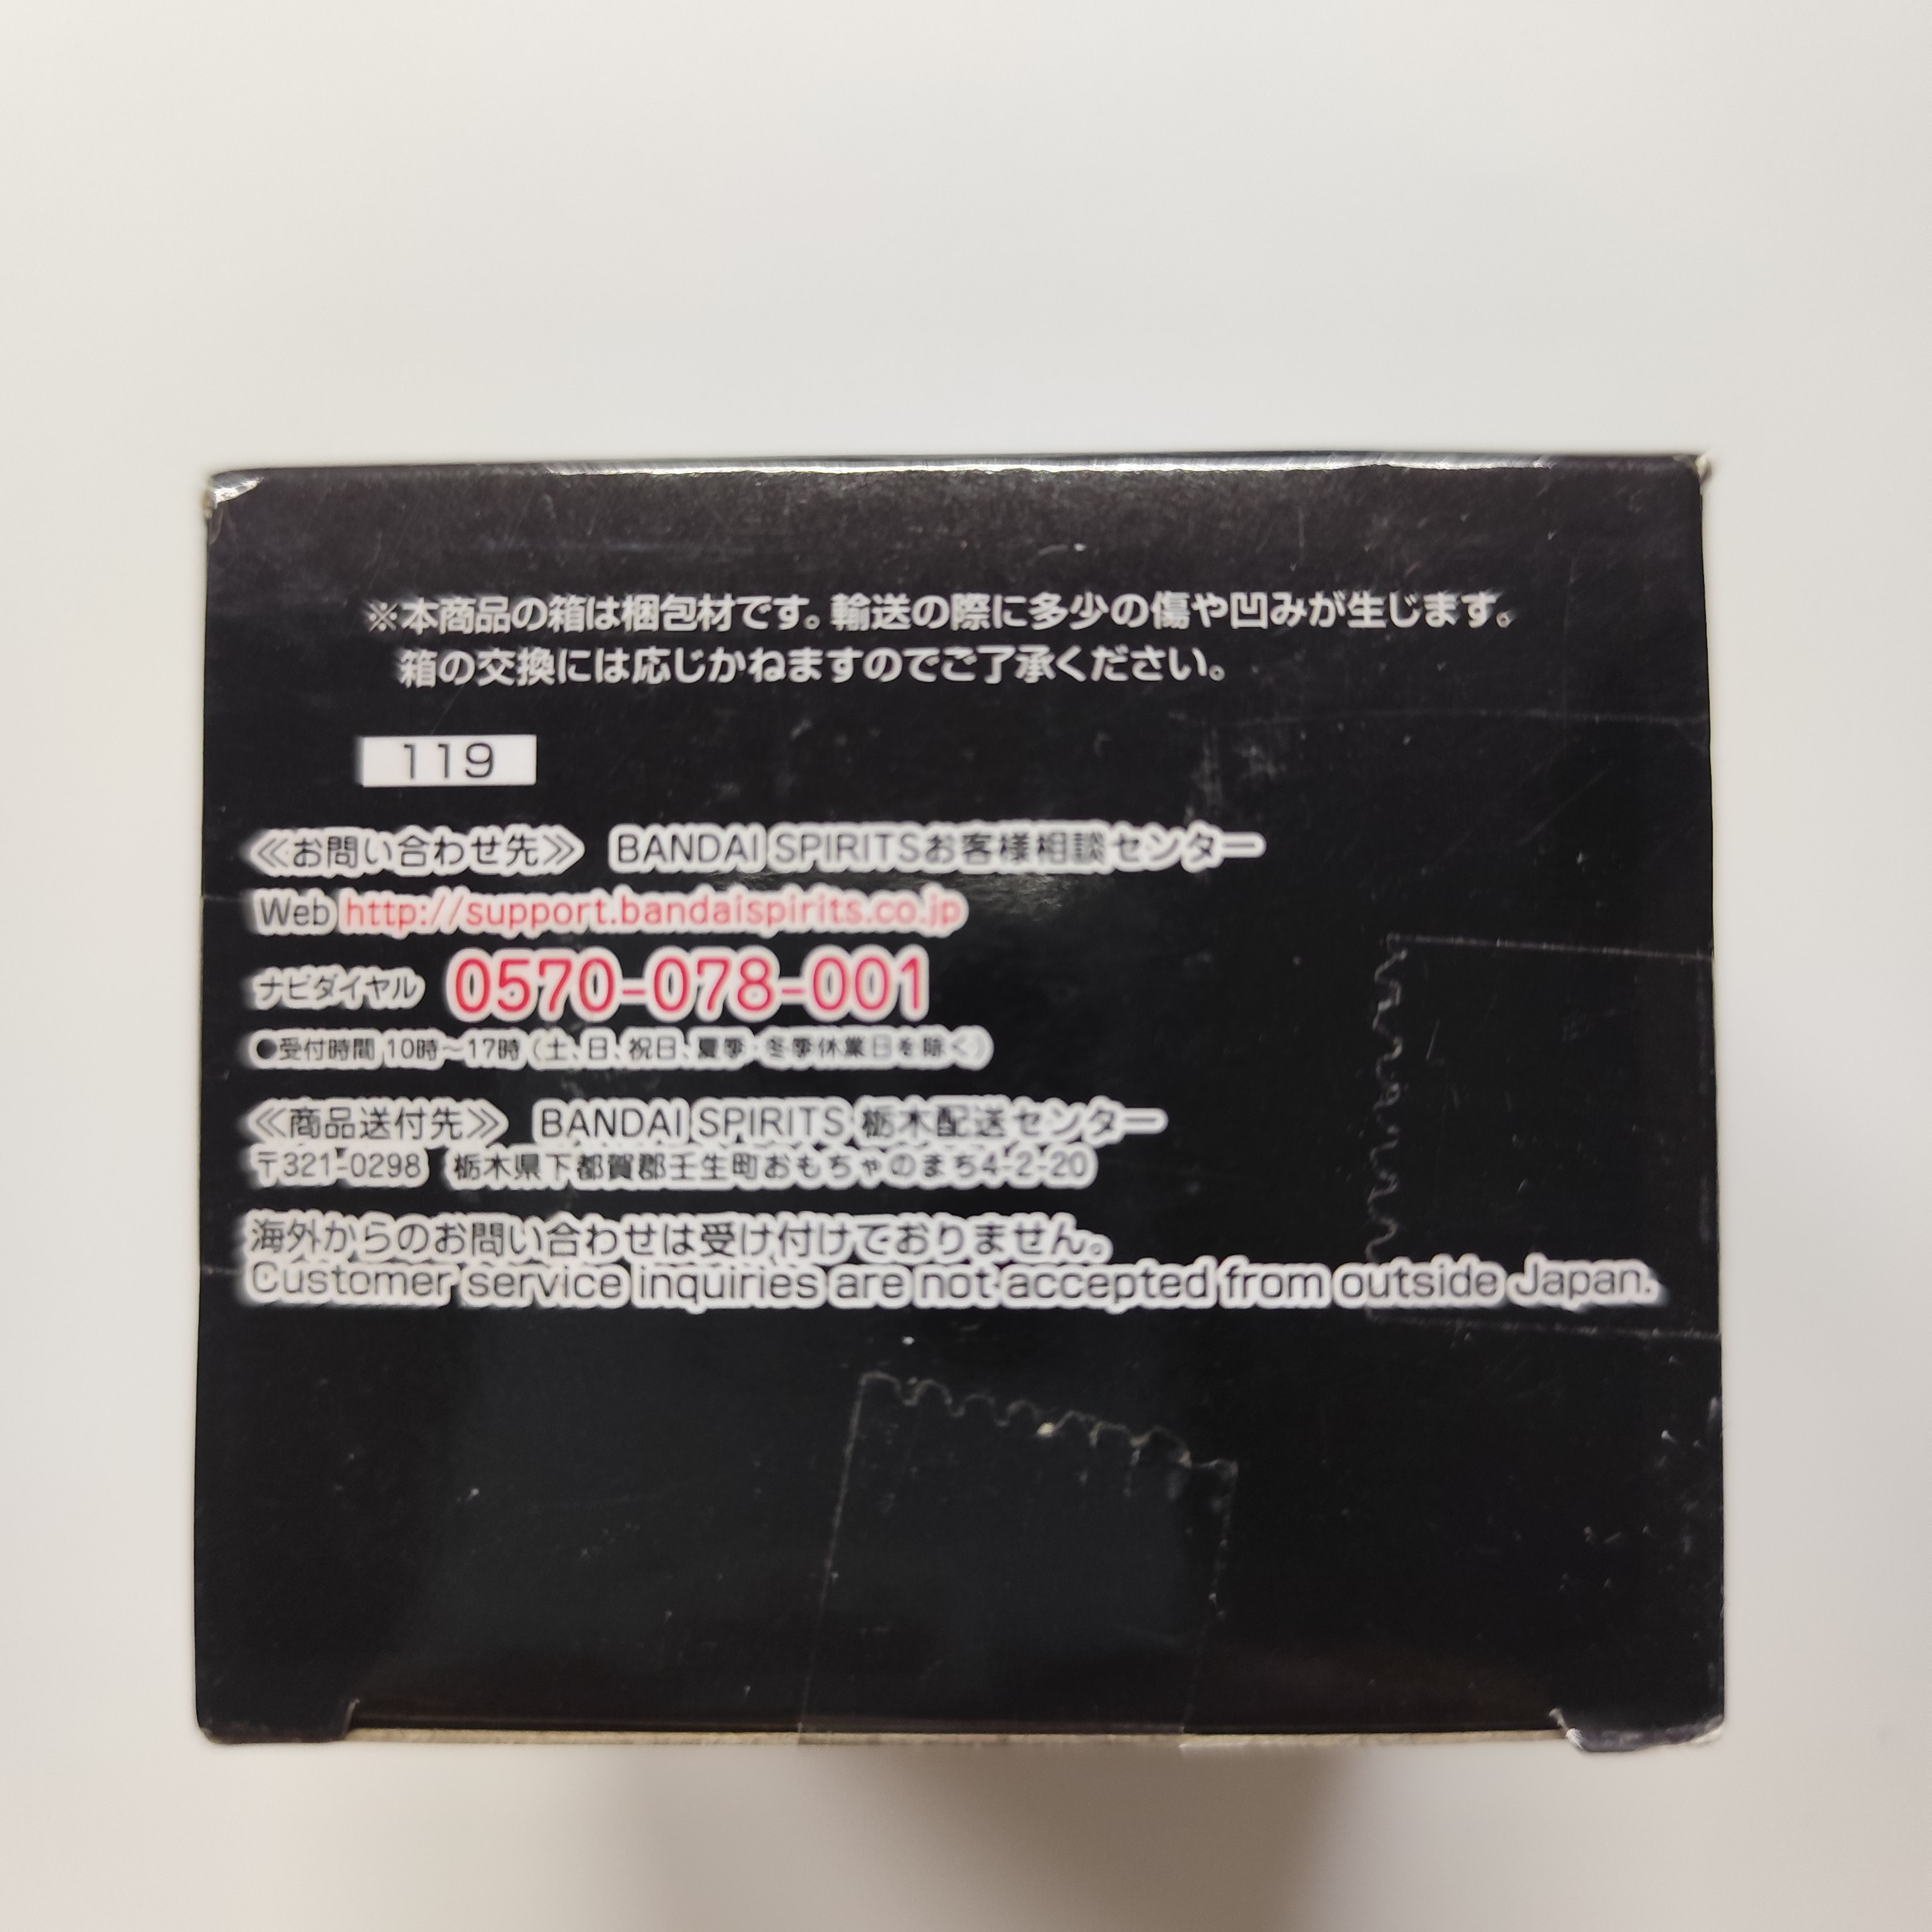 ※本商品の箱は梱包材です。輸送の際に多少の傷や凹みが生じます。
箱の交換には応じかねますのでご了承ください。
119
≪お問い合わせ先≫ BANDAI SPIRITSお客様相談センター
Web http://support.bandaispirits.co.jp
ナビダイヤル 0570-078-001
●受付時間 10時～17時（土、日、祝日、夏季・冬季休業日を除く）
≪商品送付先≫ BANDAI SPIRITS 栃木配送センター
〒321-0298 栃木県下都賀郡壬生町おもちゃのまち4-2-20
海外からのお問い合わせは受け付けておりません。
Customer service inquiries are not accepted from outside Japan.